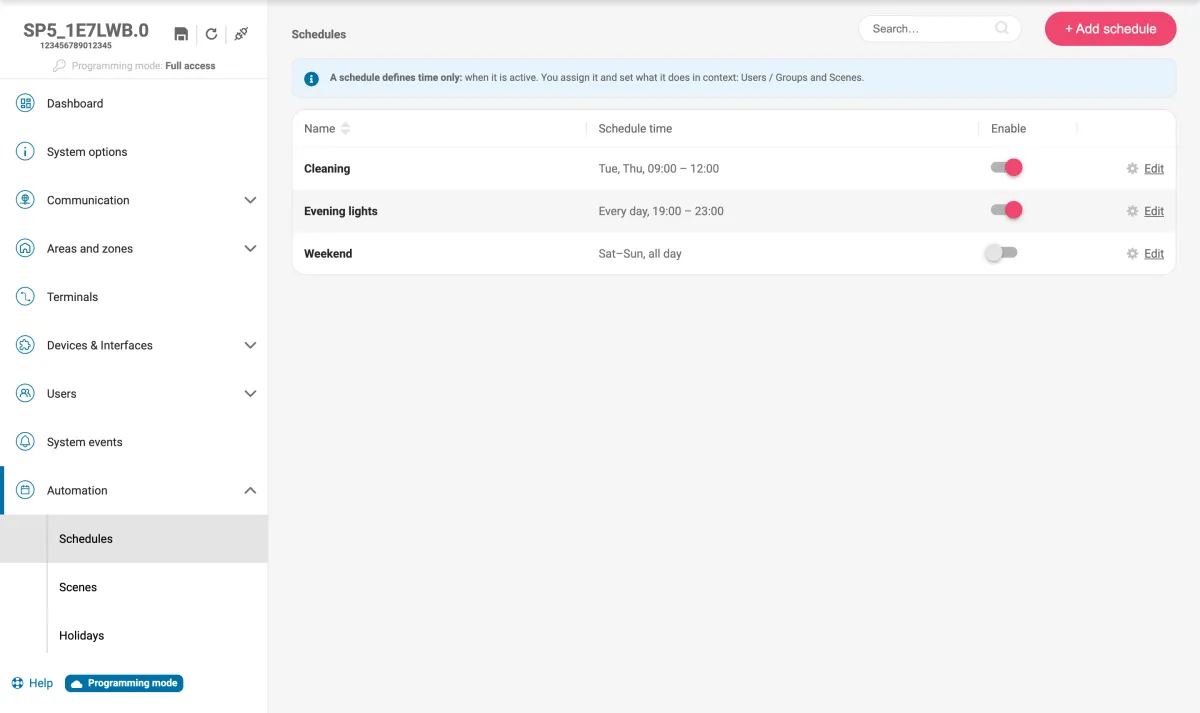 SP5_1E7LWB.0
123456789012345
Programming mode: Full access
Dashboard
System options
Communication
Areas and zones
Terminals
Devices & Interfaces
Users
System events
Automation
Schedules
Scenes
Holidays
Help
Programming mode
Schedules
Search...
+ Add schedule
A schedule defines time only: when it is active. You assign it and set what it does in context: Users / Groups and Scenes.
Name Schedule time Enable
Cleaning Tue, Thu, 09:00 – 12:00 Edit
Evening lights Every day, 19:00 – 23:00 Edit
Weekend Sat–Sun, all day Edit